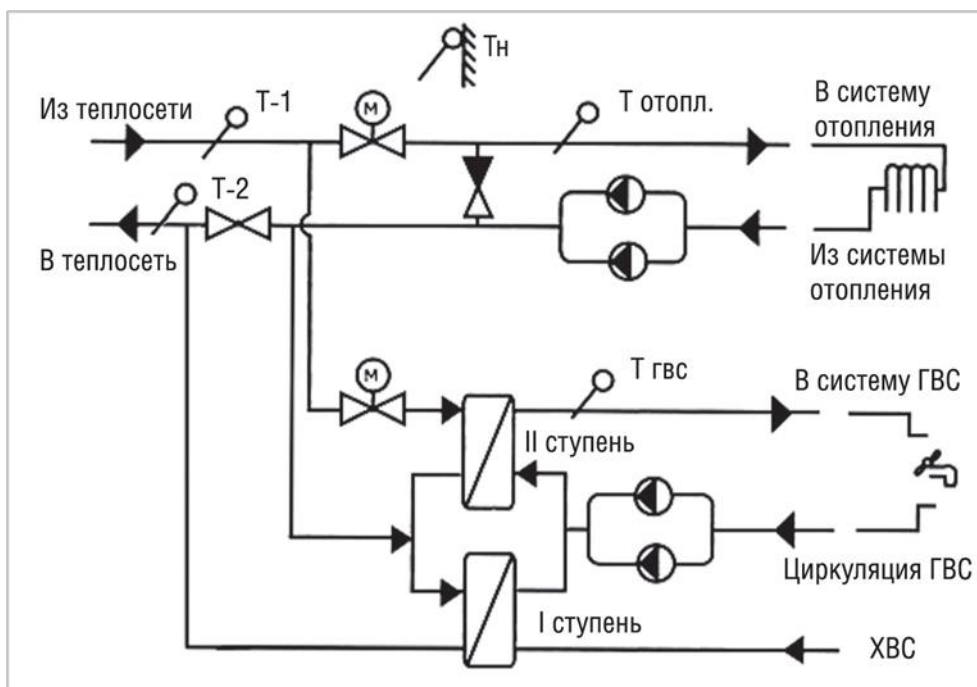 Тн
Из теплосети
Т-1
М
Т отопл.
В систему
отопления
Т-2
В теплосеть
Из системы
отопления
М
Т гвс
В систему ГВС
II ступень
Циркуляция ГВС
I ступень
ХВС